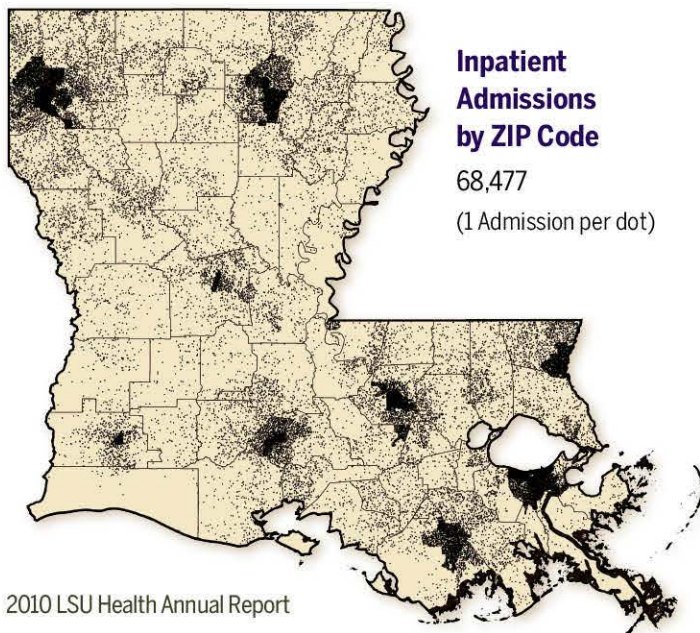 Inpatient
Admissions
by ZIP Code
68,477
(1 Admission per dot)
2010 LSU Health Annual Report